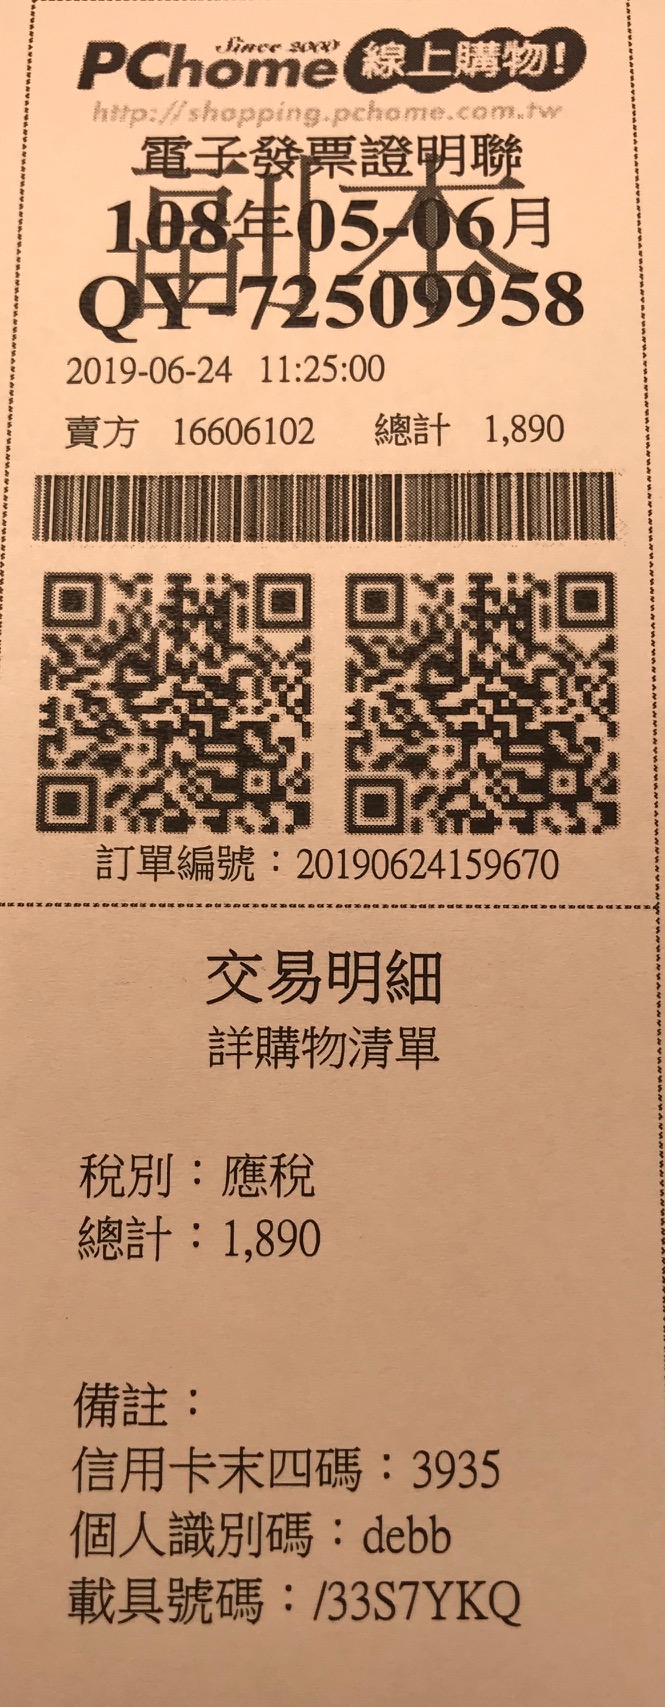 Since 2000
PChome 線上購物!
http://shopping.pchome.com.tw
電子發票證明聯
副本
108年05-06月
QY-72509958
2019-06-24 11:25:00
賣方 16606102 總計 1,890
訂單編號：20190624159670
交易明細
詳購物清單
稅別：應稅
總計：1,890
備註：
信用卡末四碼：3935
個人識別碼：debb
載具號碼：/33S7YKQ